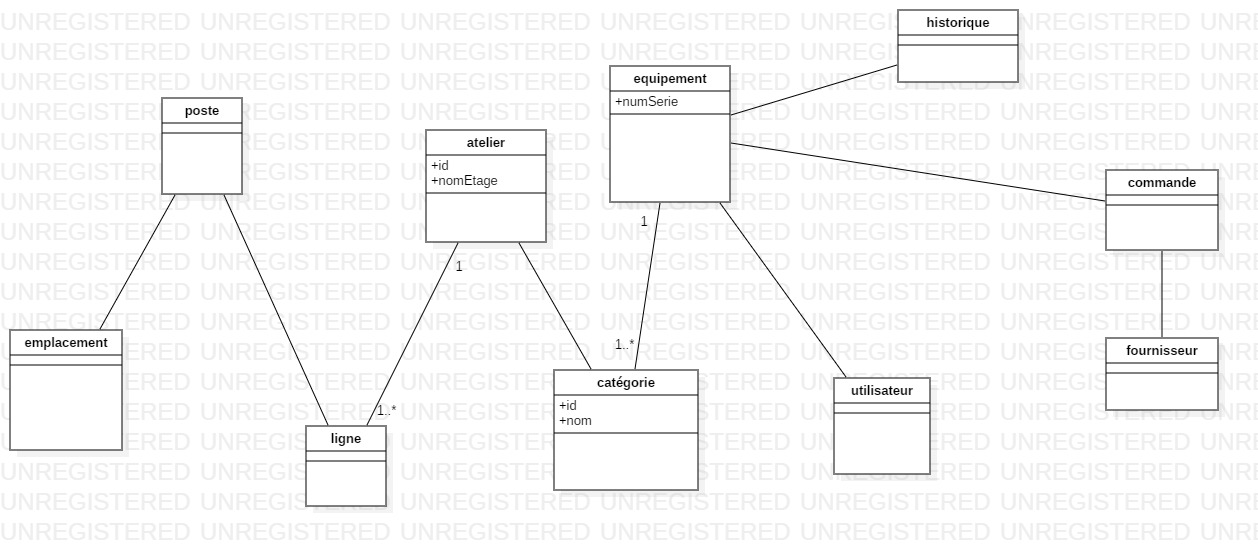 historique
equipement
+numSerie
poste
atelier
+id
+nomEtage
commande
1
1
emplacement
1..*
fournisseur
catégorie
+id
+nom
utilisateur
1..*
ligne
UNREGISTERED UNREGISTERED UNREGISTERED UNREGISTERED UNREGISTERED UNREGISTERED